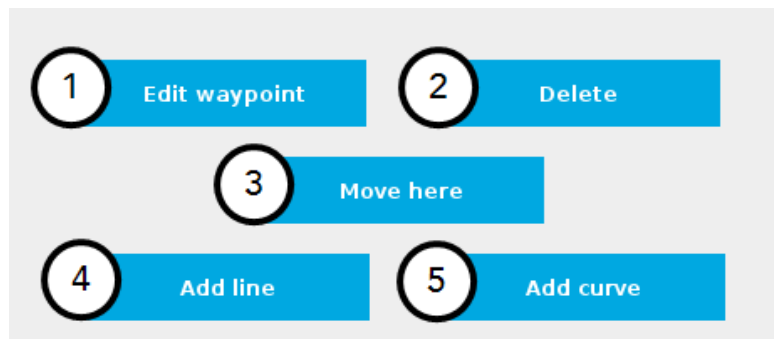 1 Edit waypoint
2 Delete
3 Move here
4 Add line
5 Add curve